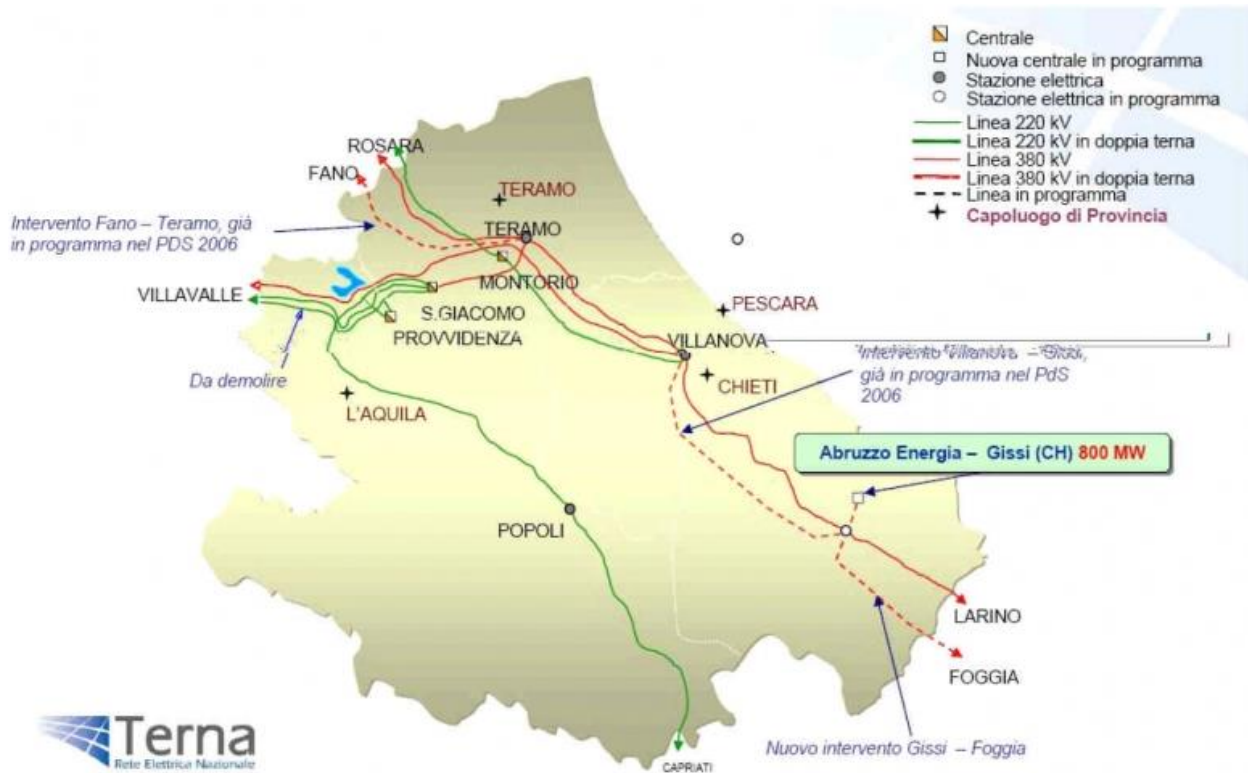 Centrale
Nuova centrale in programma
Stazione elettrica
Stazione elettrica in programma
Linea 220 kV
Linea 220 kV in doppia terna
Linea 380 kV
Linea 380 kV in doppia terna
Linea in programma
Capoluogo di Provincia
ROSARA
FANO
TERAMO
Intervento Fano – Teramo, già
in programma nel PDS 2006
TERAMO
MONTORIO
VILLAVALLE
S.GIACOMO
PROVVIDENZA
PESCARA
VILLANOVA
Intervento Villanova – Gissi,
già in programma nel PdS
2006
Da demolire
CHIETI
L'AQUILA
Abruzzo Energia – Gissi (CH) 800 MW
POPOLI
LARINO
FOGGIA
Nuovo intervento Gissi – Foggia
CAPRIATI
Terna
Rete Elettrica Nazionale